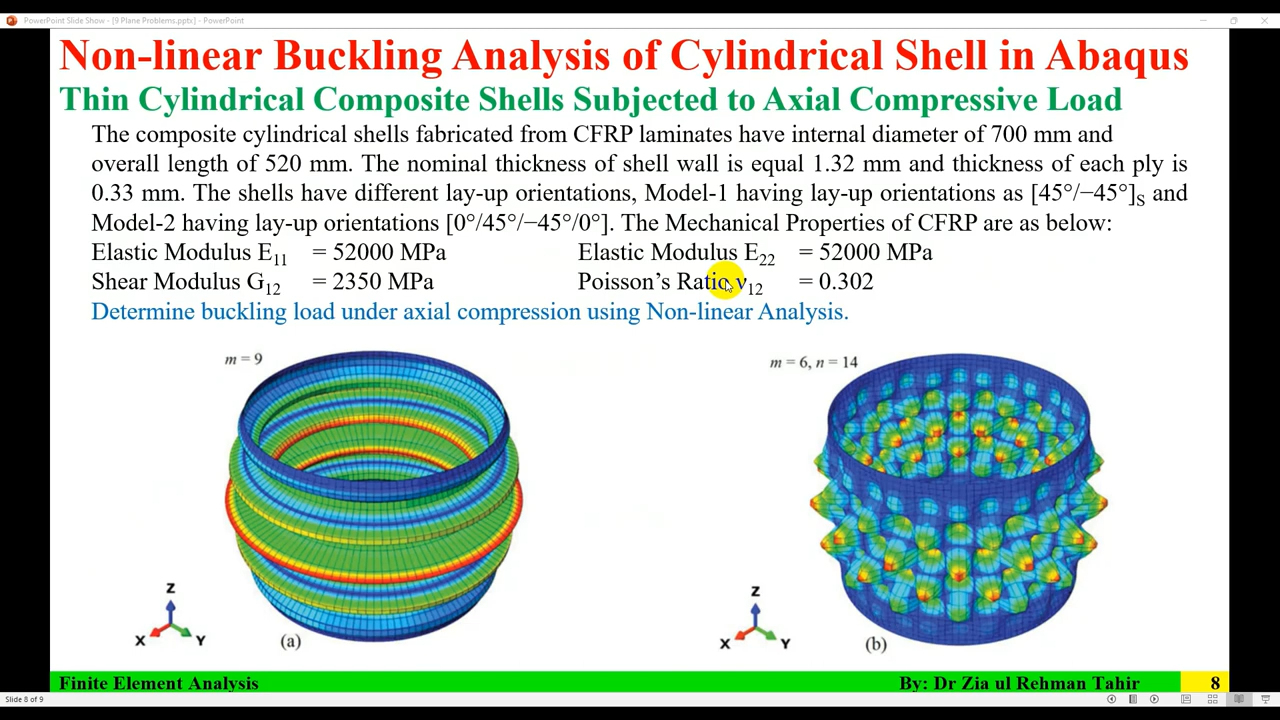 PowerPoint Slide Show - [9 Plane Problems.pptx] - PowerPoint
Non-linear Buckling Analysis of Cylindrical Shell in Abaqus
Thin Cylindrical Composite Shells Subjected to Axial Compressive Load
The composite cylindrical shells fabricated from CFRP laminates have internal diameter of 700 mm and
overall length of 520 mm. The nominal thickness of shell wall is equal 1.32 mm and thickness of each ply is
0.33 mm. The shells have different lay-up orientations, Model-1 having lay-up orientations as [45°/−45°]S and
Model-2 having lay-up orientations [0°/45°/−45°/0°]. The Mechanical Properties of CFRP are as below:
Elastic Modulus E11 = 52000 MPa Elastic Modulus E22 = 52000 MPa
Shear Modulus G12 = 2350 MPa Poisson's Ratio ν12 = 0.302
Determine buckling load under axial compression using Non-linear Analysis.
m = 9
m = 6, n = 14
Z
X Y
(a)
Z
X Y
(b)
Finite Element Analysis By: Dr Zia ul Rehman Tahir 8
Slide 8 of 9